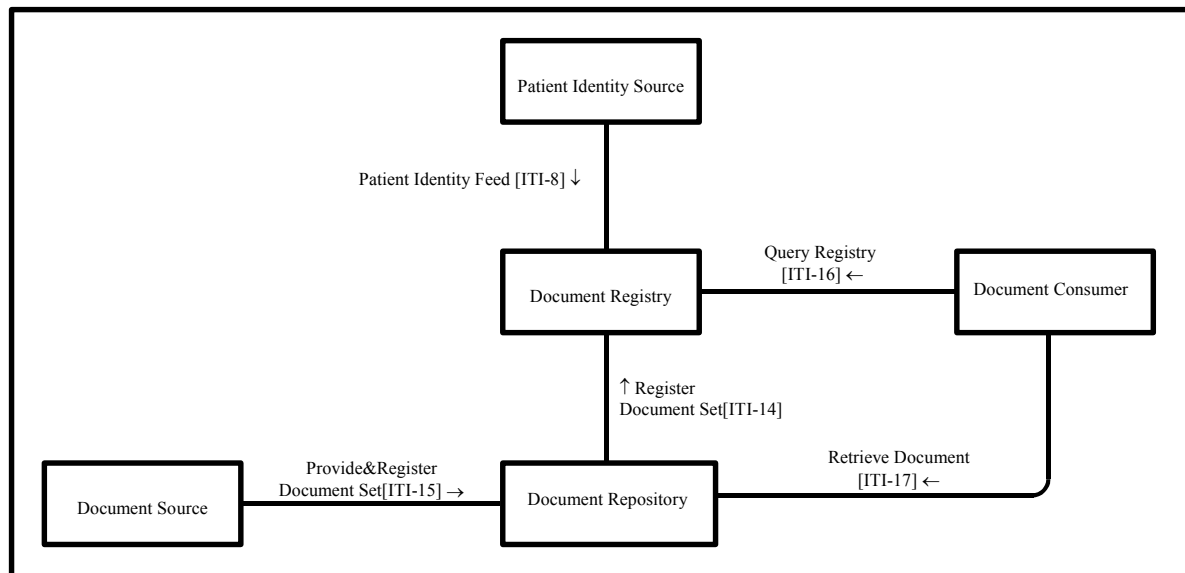 Patient Identity Source
Patient Identity Feed [ITI-8] ↓
Query Registry
[ITI-16] ←
Document Registry
Document Consumer
↑ Register
Document Set[ITI-14]
Retrieve Document
[ITI-17] ←
Provide&Register
Document Set[ITI-15] →
Document Source
Document Repository